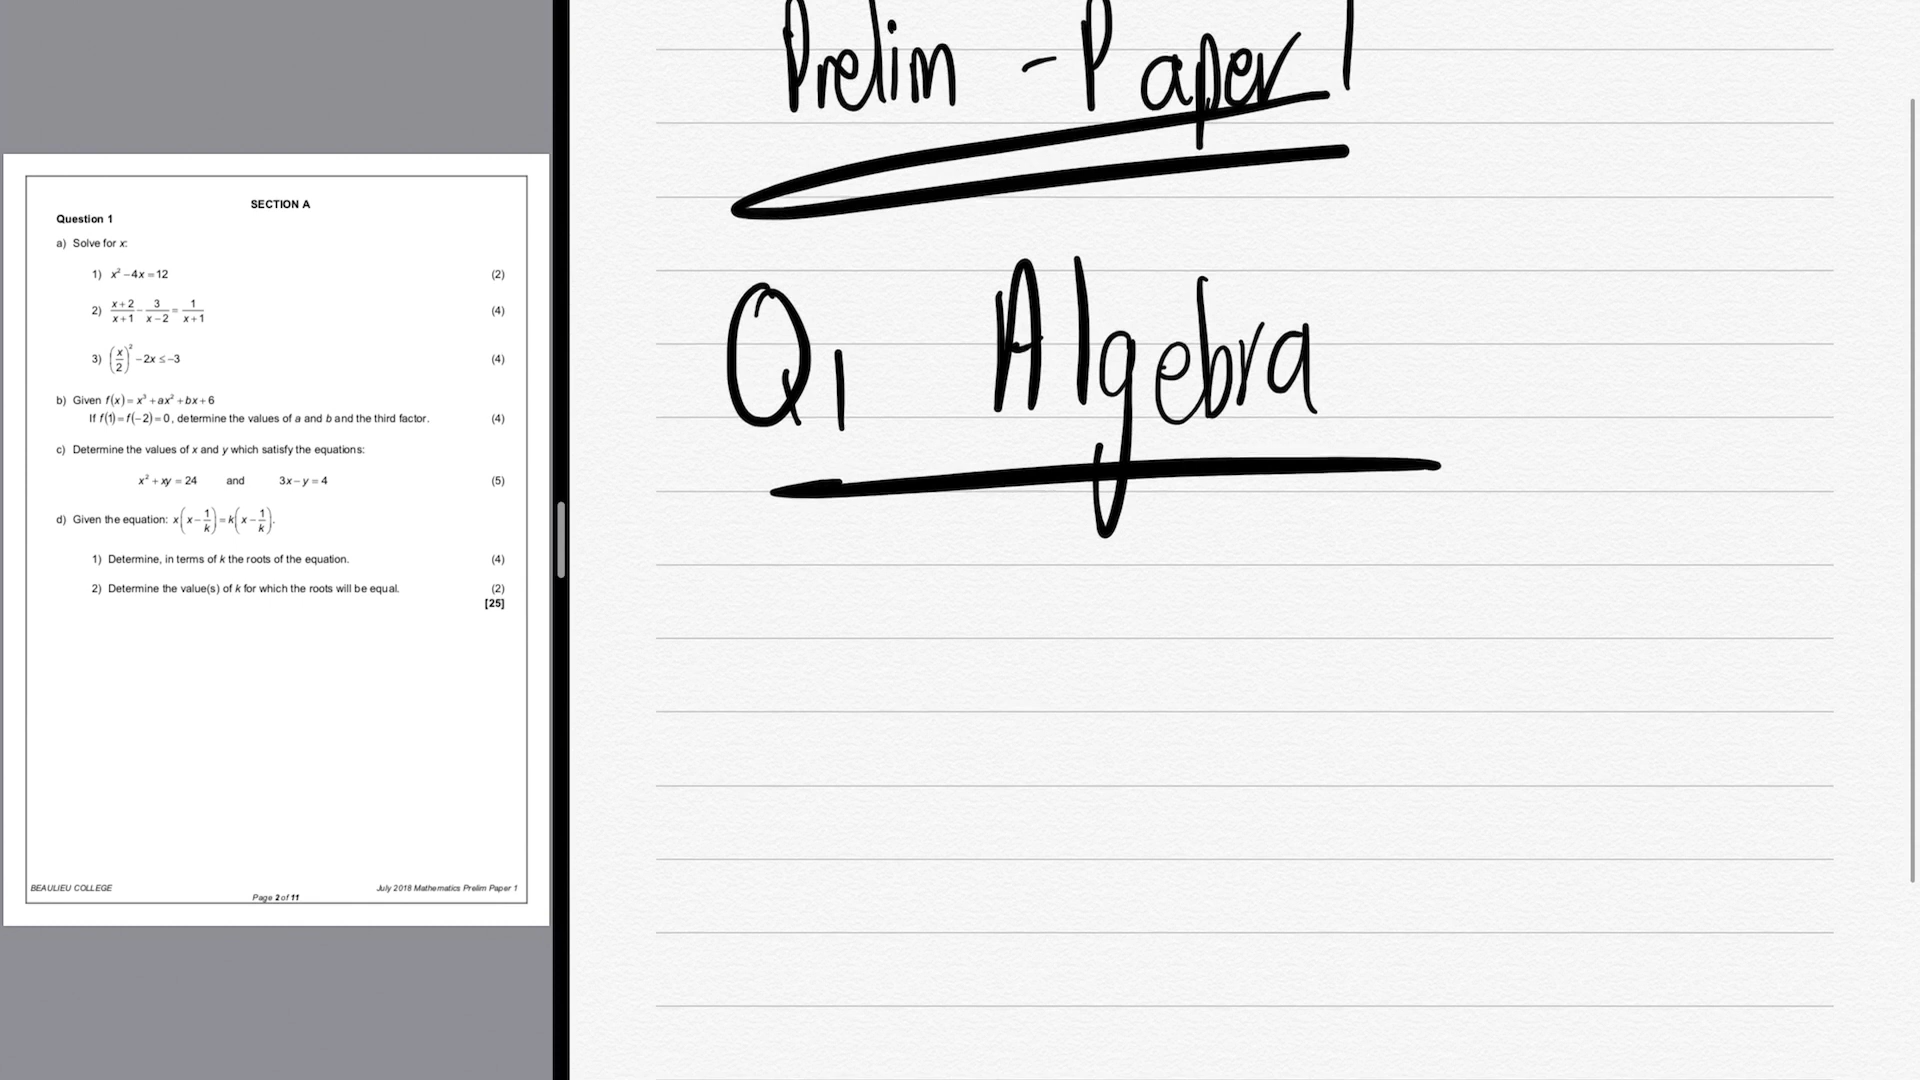 SECTION A
Question 1
a) Solve for x:
1) x² − 4x = 12 (2)
2) (x+2)/(x+1) − 3/(x−2) = 1/(x+1) (4)
3) (x/2)² − 2x ≤ −3 (4)
b) Given f(x) = x³ + ax² + bx + 6
If f(1) = f(−2) = 0, determine the values of a and b and the third factor. (4)
c) Determine the values of x and y which satisfy the equations:
x² + xy = 24 and 3x − y = 4 (5)
d) Given the equation: x(x − 1/k) = k(x − 1/k).
1) Determine, in terms of k the roots of the equation. (4)
2) Determine the value(s) of k for which the roots will be equal. (2)
[25]
BEAULIEU COLLEGE July 2018 Mathematics Prelim Paper 1
Page 2 of 11
Prelim - Paper 1
Q1 Algebra